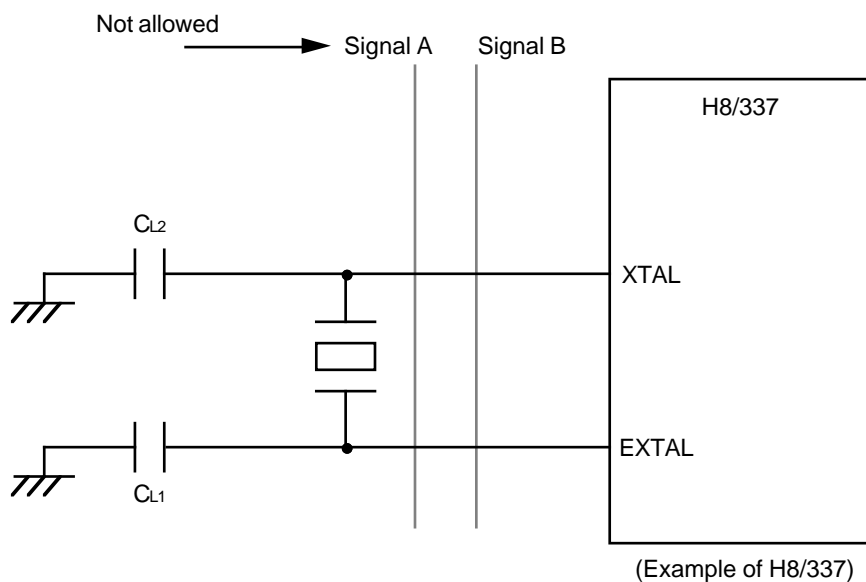 Not allowed
Signal A
Signal B
H8/337
CL2
XTAL
EXTAL
CL1
(Example of H8/337)